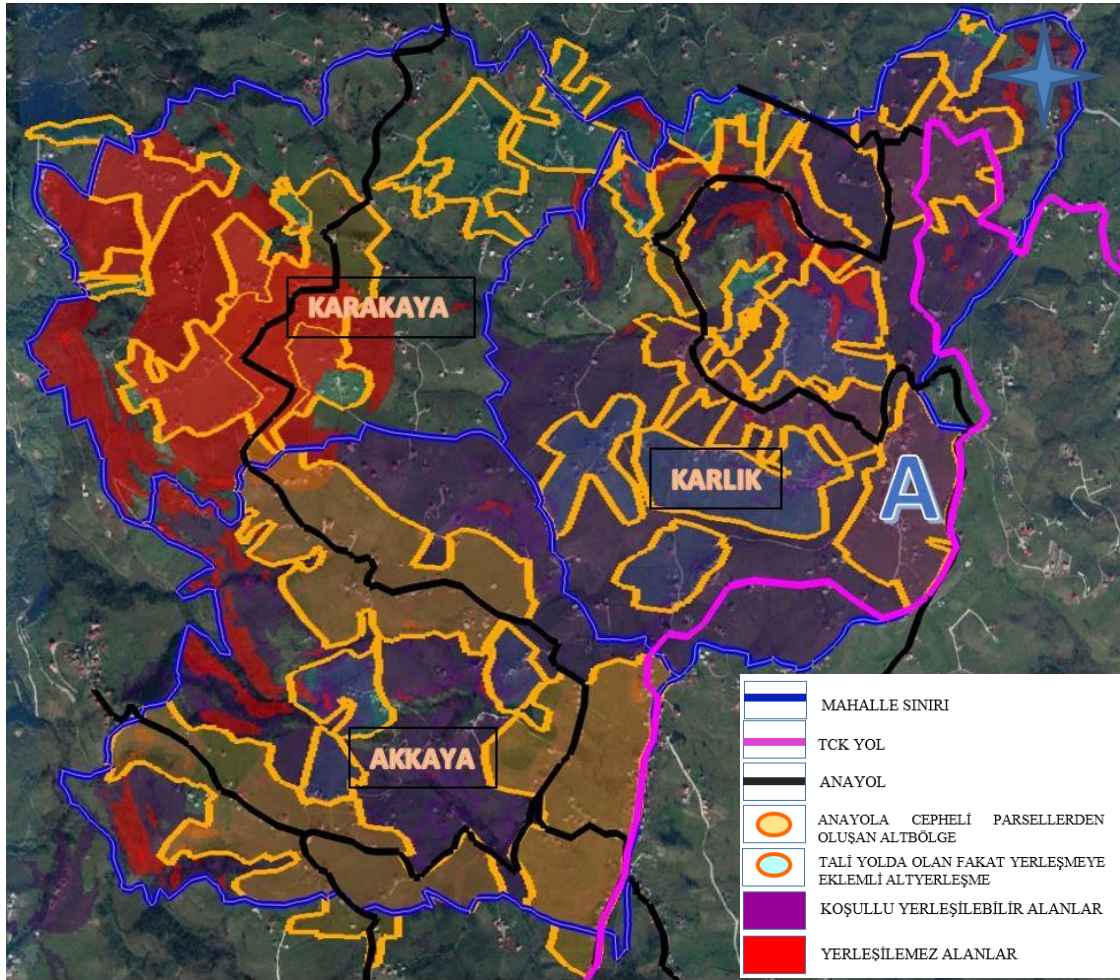 KARAKAYA
KARLIK
A
AKKAYA
MAHALLE SINIRI
TCK YOL
ANAYOL
ANAYOLA CEPHELİ PARSELLERDEN
OLUŞAN ALTBÖLGE
TALİ YOLDA OLAN FAKAT YERLEŞMEYE
EKLEMLİ ALTYERLEŞME
KOŞULLU YERLEŞİLEBİLİR ALANLAR
YERLEŞİLEMEZ ALANLAR